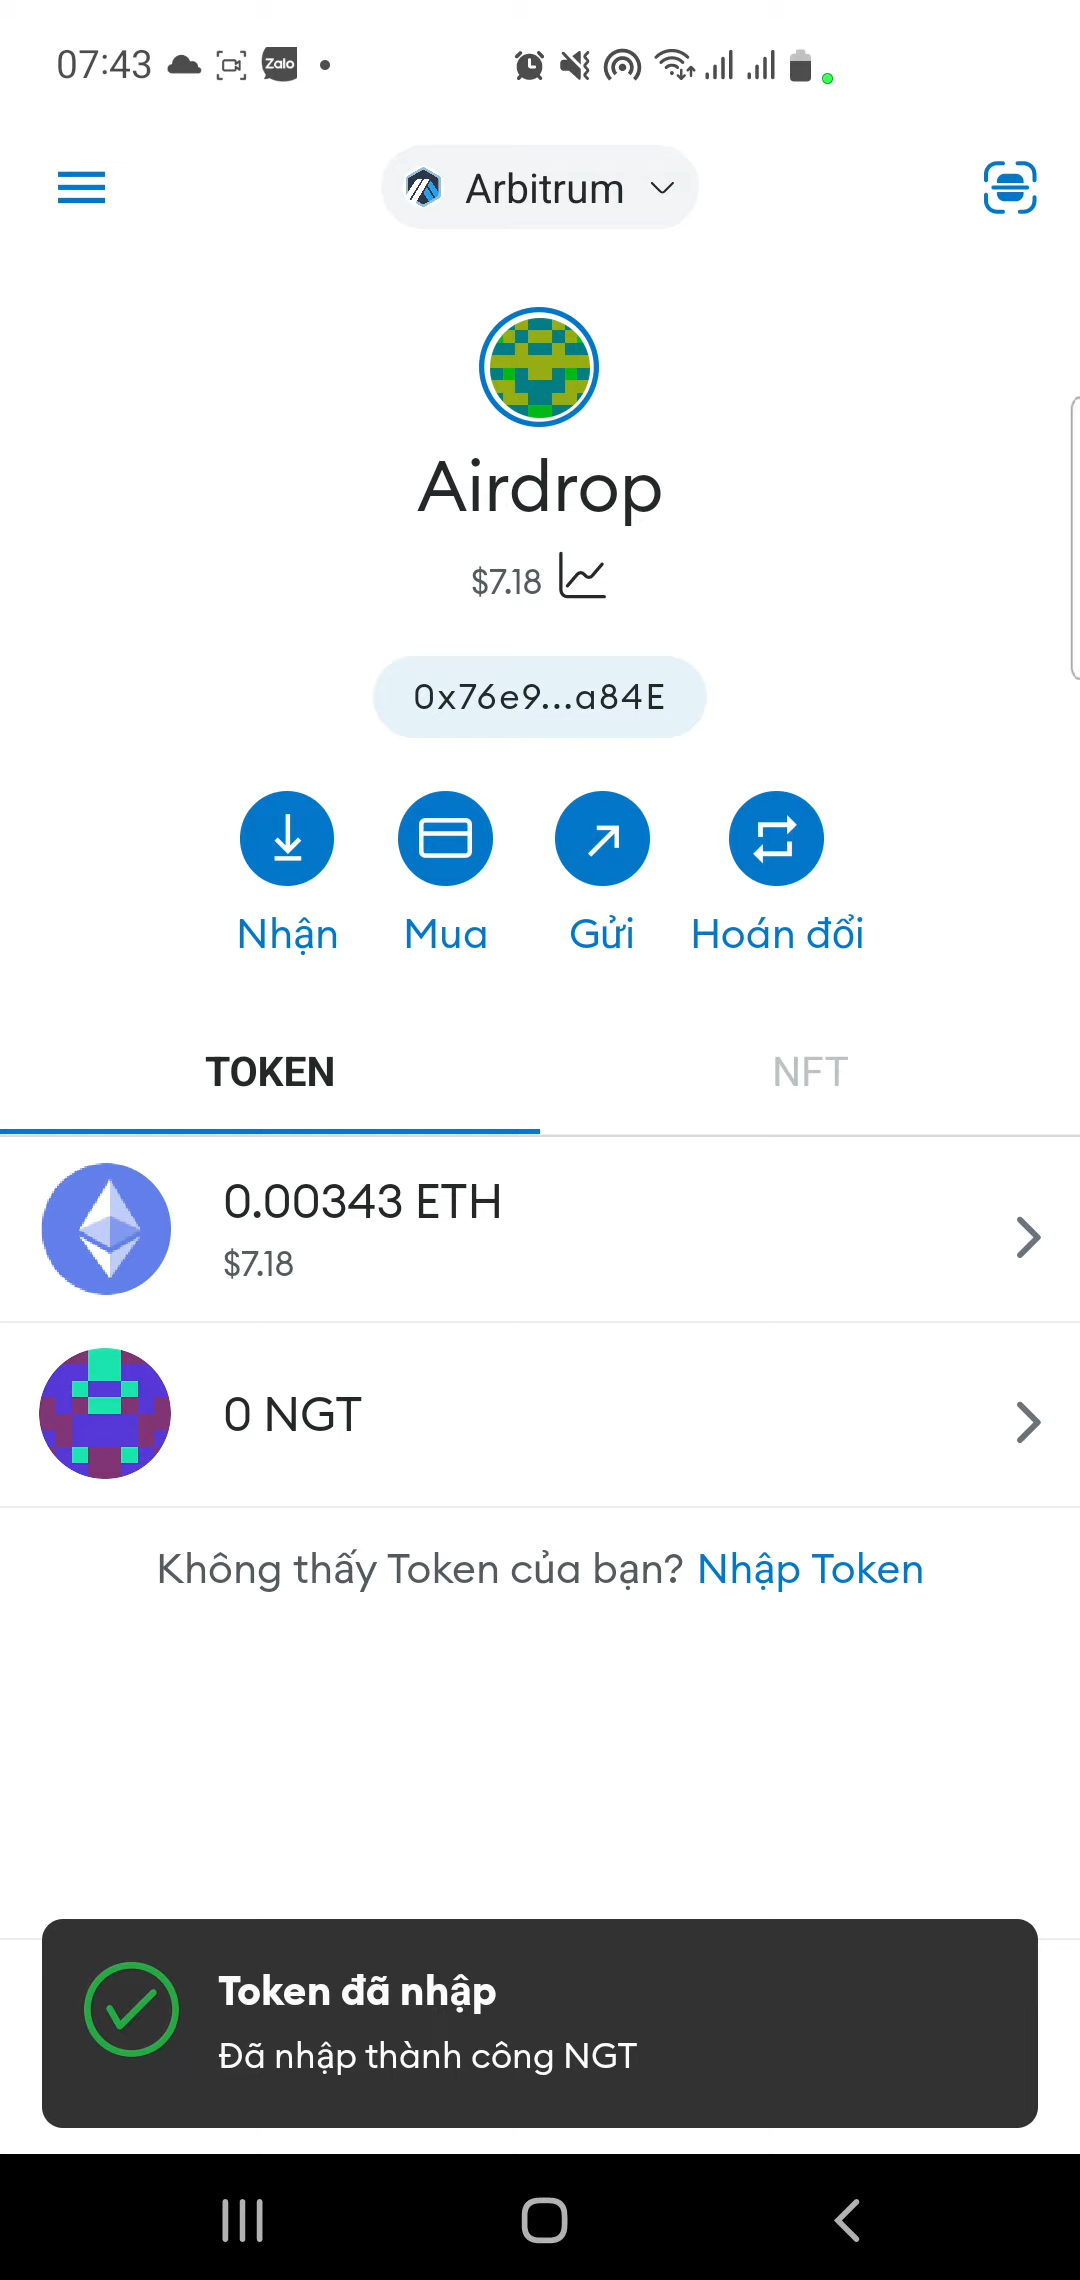 07:43
Zalo
Arbitrum
Airdrop
$7.18
0x76e9...a84E
Nhận Mua Gửi Hoán đổi
TOKEN NFT
0.00343 ETH
$7.18
0 NGT
Không thấy Token của bạn? Nhập Token
Token đã nhập
Đã nhập thành công NGT